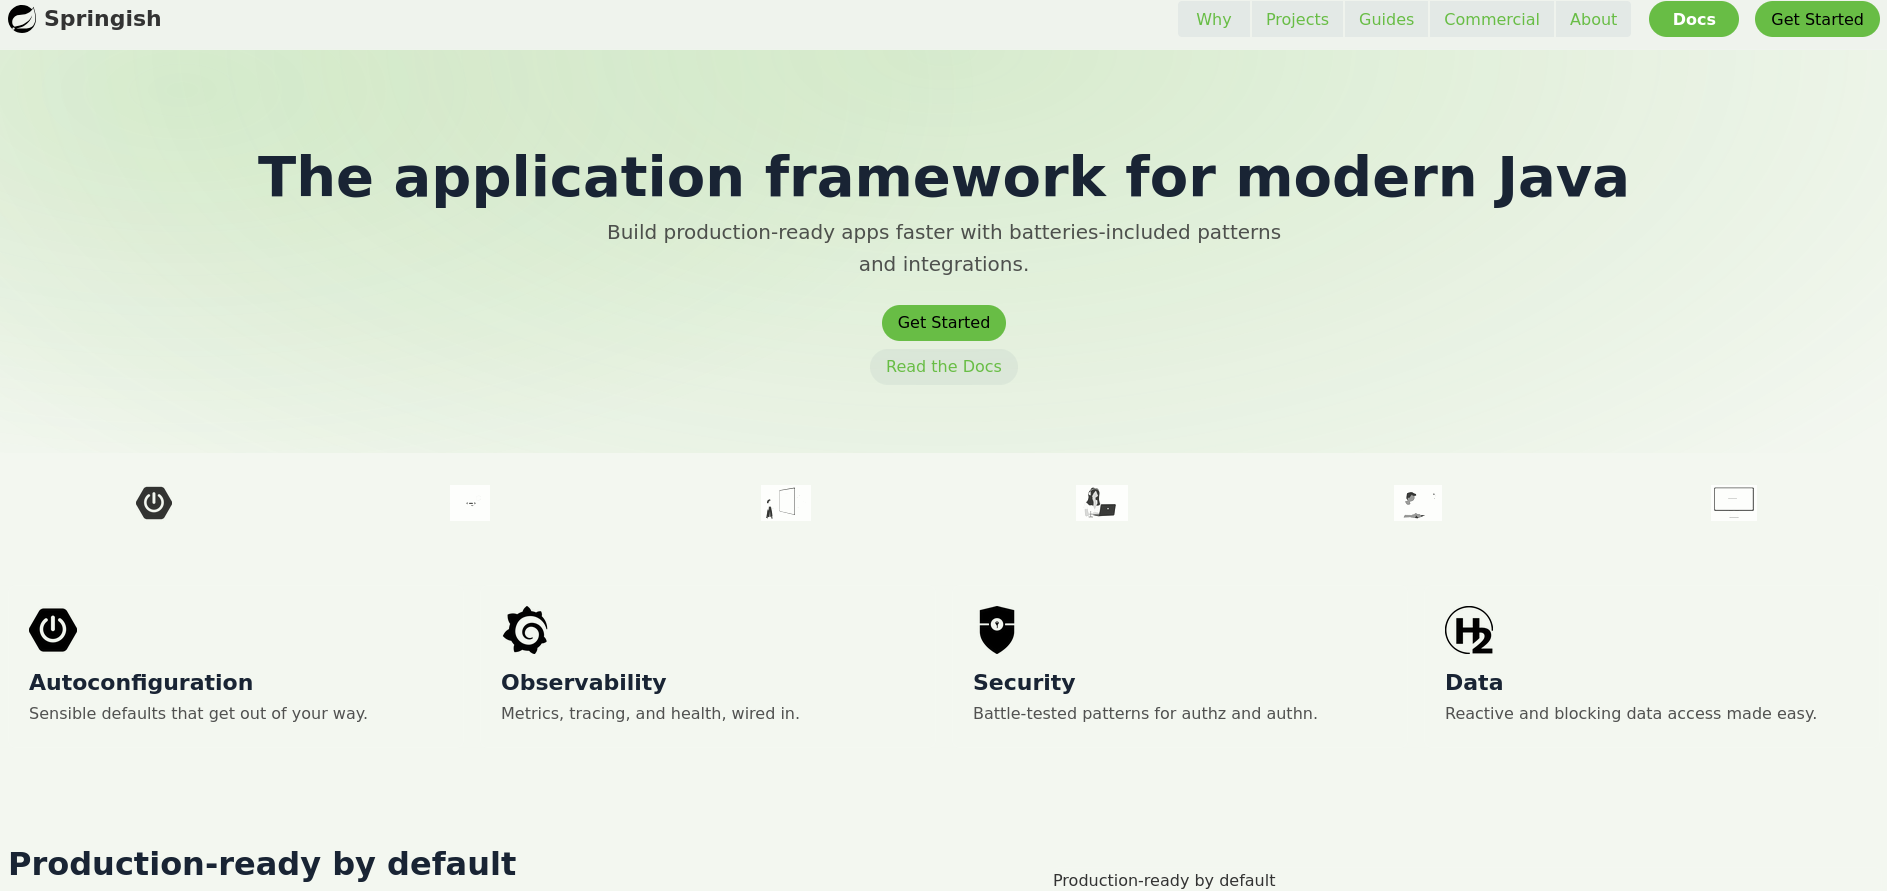 Springish
Why
Projects
Guides
Commercial
About
Docs
Get Started
The application framework for modern Java
Build production-ready apps faster with batteries-included patterns
and integrations.
Get Started
Read the Docs
H2
Autoconfiguration
Sensible defaults that get out of your way.
Observability
Metrics, tracing, and health, wired in.
Security
Battle-tested patterns for authz and authn.
Data
Reactive and blocking data access made easy.
Production-ready by default
Production-ready by default